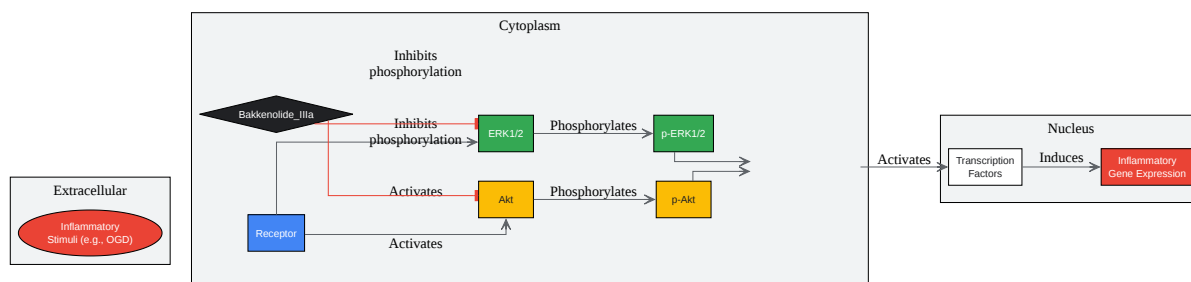 Cytoplasm
Inhibits
phosphorylation
Bakkenolide_IIIa
Inhibits
phosphorylation
ERK1/2
Phosphorylates
p-ERK1/2
Activates
Akt
Phosphorylates
p-Akt
Receptor
Activates
Extracellular
Inflammatory
Stimuli (e.g., OGD)
Activates
Nucleus
Transcription
Factors
Induces
Inflammatory
Gene Expression